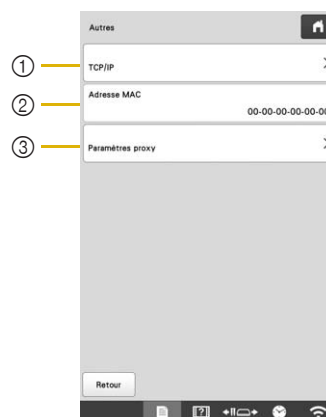 Autres
① TCP/IP
② Adresse MAC
00-00-00-00-00-00
③ Paramètres proxy
Retour